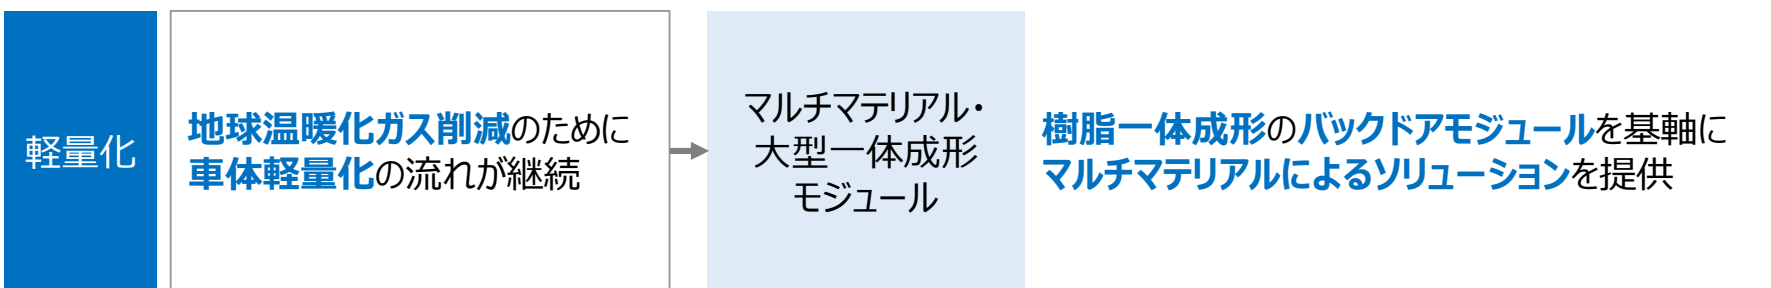 軽量化
地球温暖化ガス削減のために
車体軽量化の流れが継続
マルチマテリアル・
大型一体成形
モジュール
樹脂一体成形のバックドアモジュールを基軸に
マルチマテリアルによるソリューションを提供